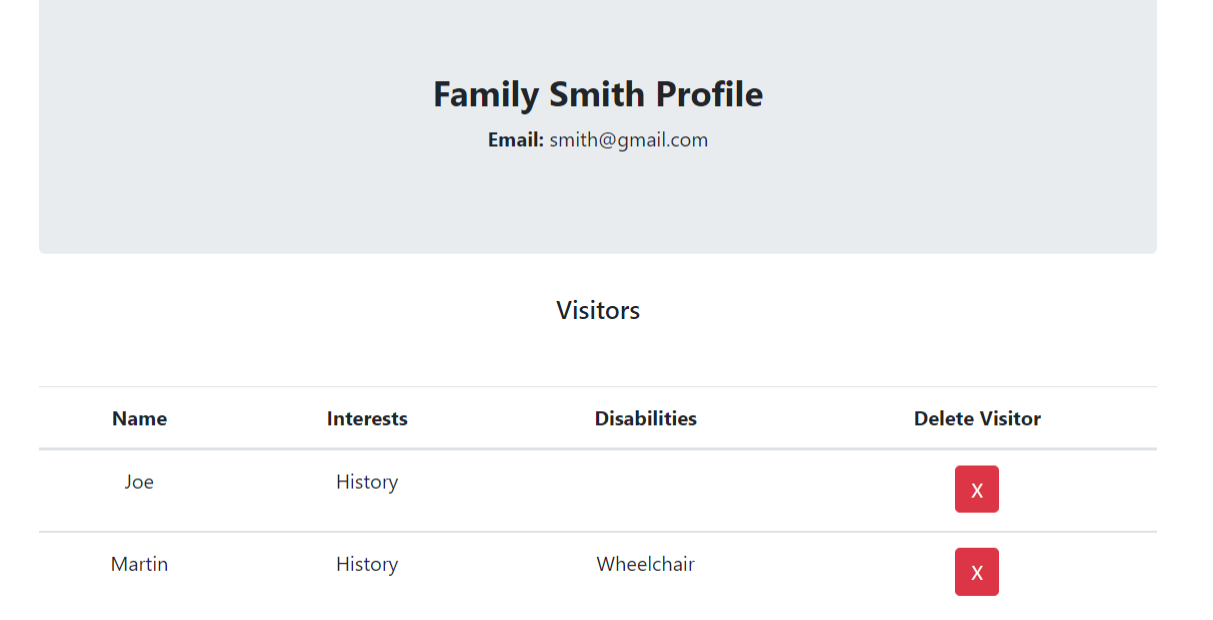 Family Smith Profile
Email: smith@gmail.com
Visitors
Name Interests Disabilities Delete Visitor
Joe History X
Martin History Wheelchair X